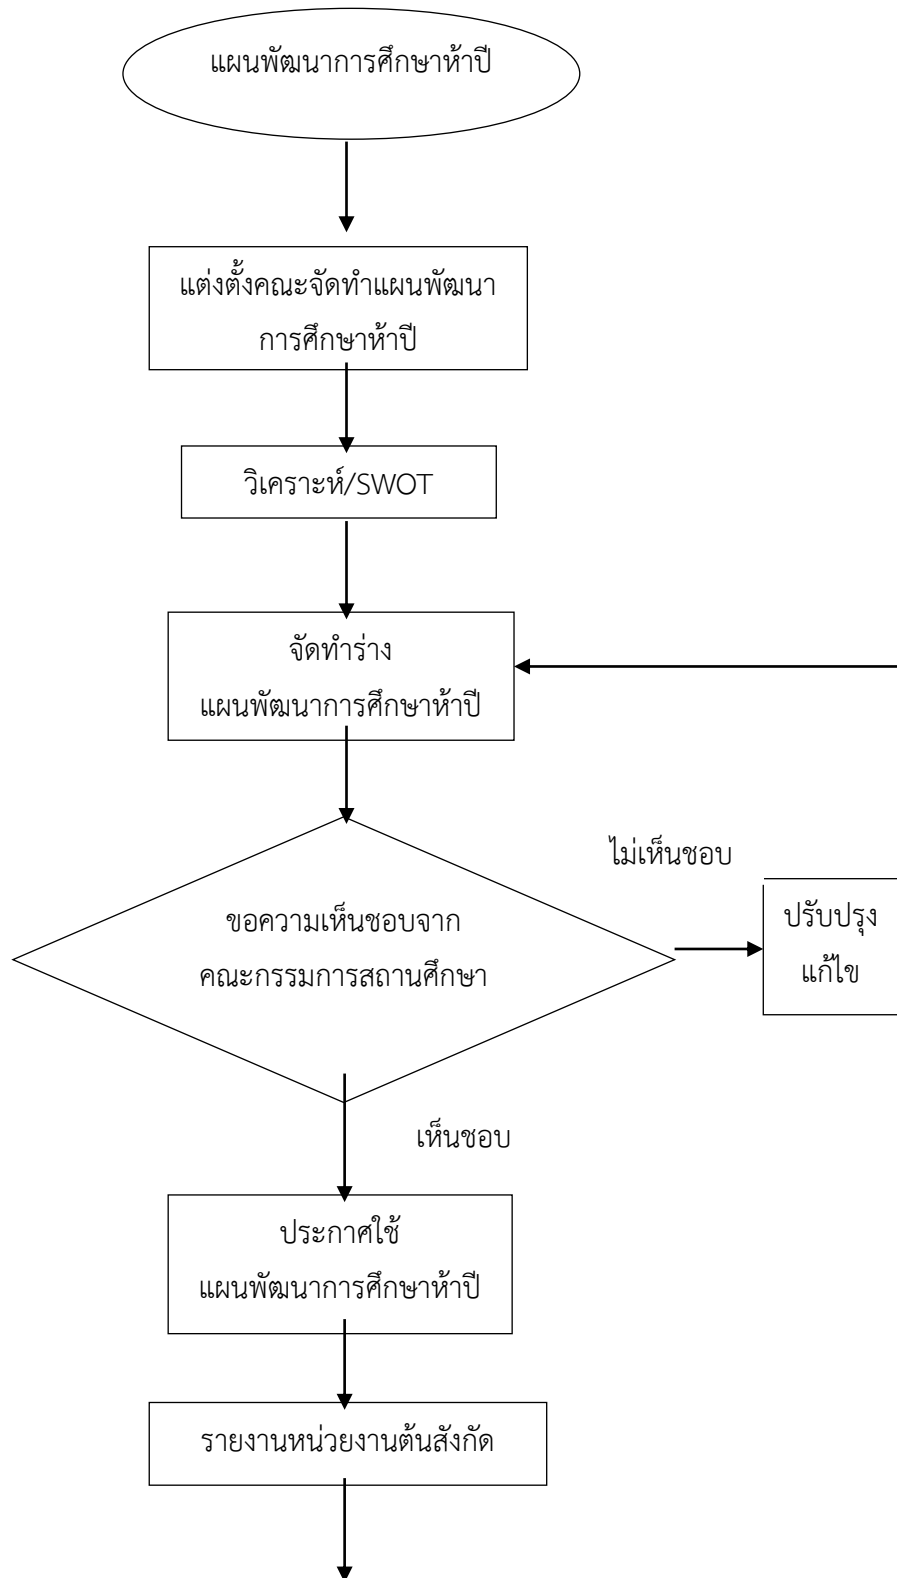 แผนพัฒนาการศึกษาห้าปี
แต่งตั้งคณะจัดทำแผนพัฒนา
การศึกษาห้าปี
วิเคราะห์/SWOT
จัดทำร่าง
แผนพัฒนาการศึกษาห้าปี
ไม่เห็นชอบ
ขอความเห็นชอบจาก
คณะกรรมการสถานศึกษา
ปรับปรุง
แก้ไข
เห็นชอบ
ประกาศใช้
แผนพัฒนาการศึกษาห้าปี
รายงานหน่วยงานต้นสังกัด